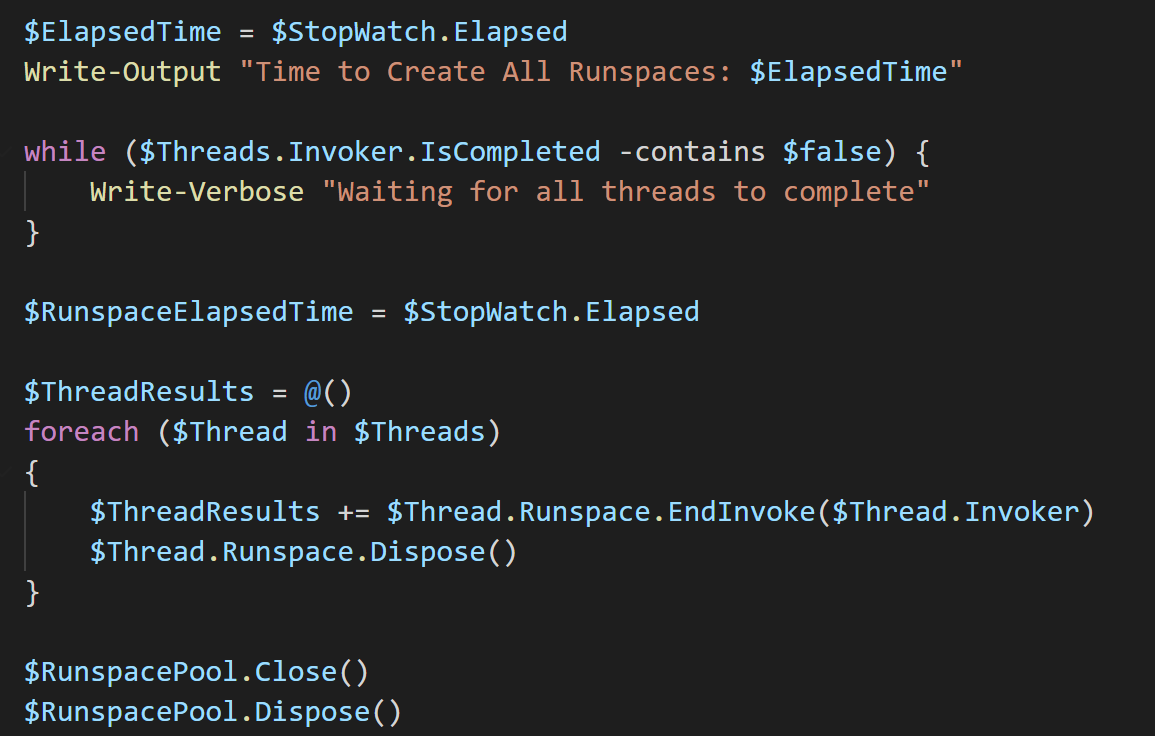 $ElapsedTime = $StopWatch.Elapsed
Write-Output "Time to Create All Runspaces: $ElapsedTime"
while ($Threads.Invoker.IsCompleted -contains $false) {
Write-Verbose "Waiting for all threads to complete"
}
$RunspaceElapsedTime = $StopWatch.Elapsed
$ThreadResults = @()
foreach ($Thread in $Threads)
{
$ThreadResults += $Thread.Runspace.EndInvoke($Thread.Invoker)
$Thread.Runspace.Dispose()
}
$RunspacePool.Close()
$RunspacePool.Dispose()